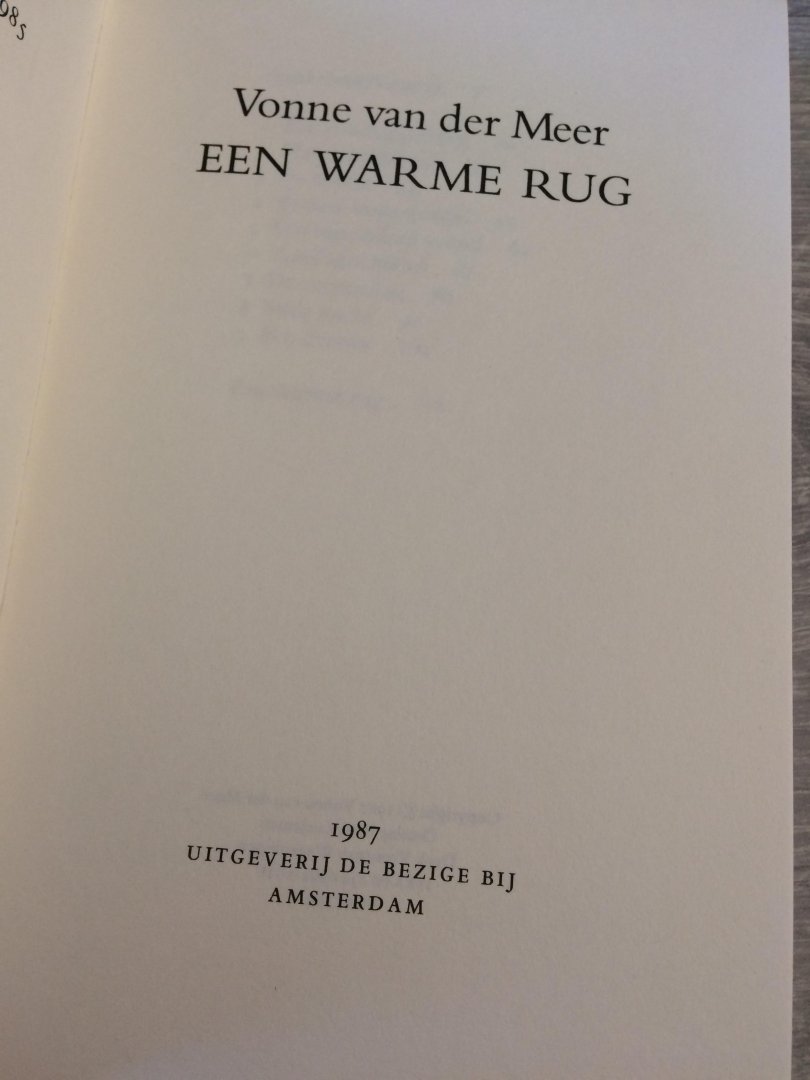 Vonne van der Meer
EEN WARME RUG
1987
UITGEVERIJ DE BEZIGE BIJ
AMSTERDAM